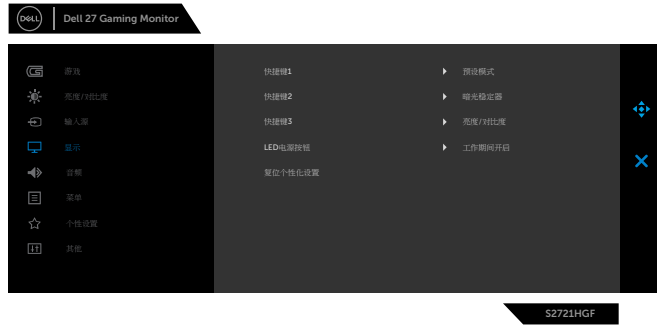 DELL Dell 27 Gaming Monitor
游戏 快捷键1 预设模式
亮度/对比度 快捷键2 暗光稳定器
输入源 快捷键3 亮度/对比度
显示 LED电源按钮 工作期间开启
音频 复位个性化设置
菜单
个性设置
其他
S2721HGF